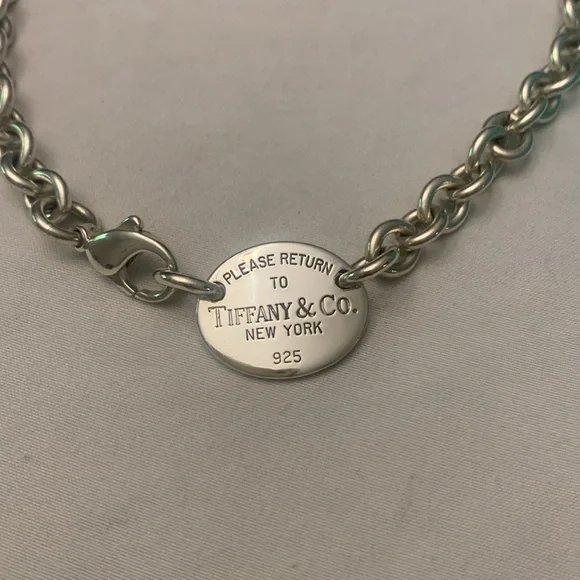 PLEASE RETURN
TO
TIFFANY & CO.
NEW YORK
925